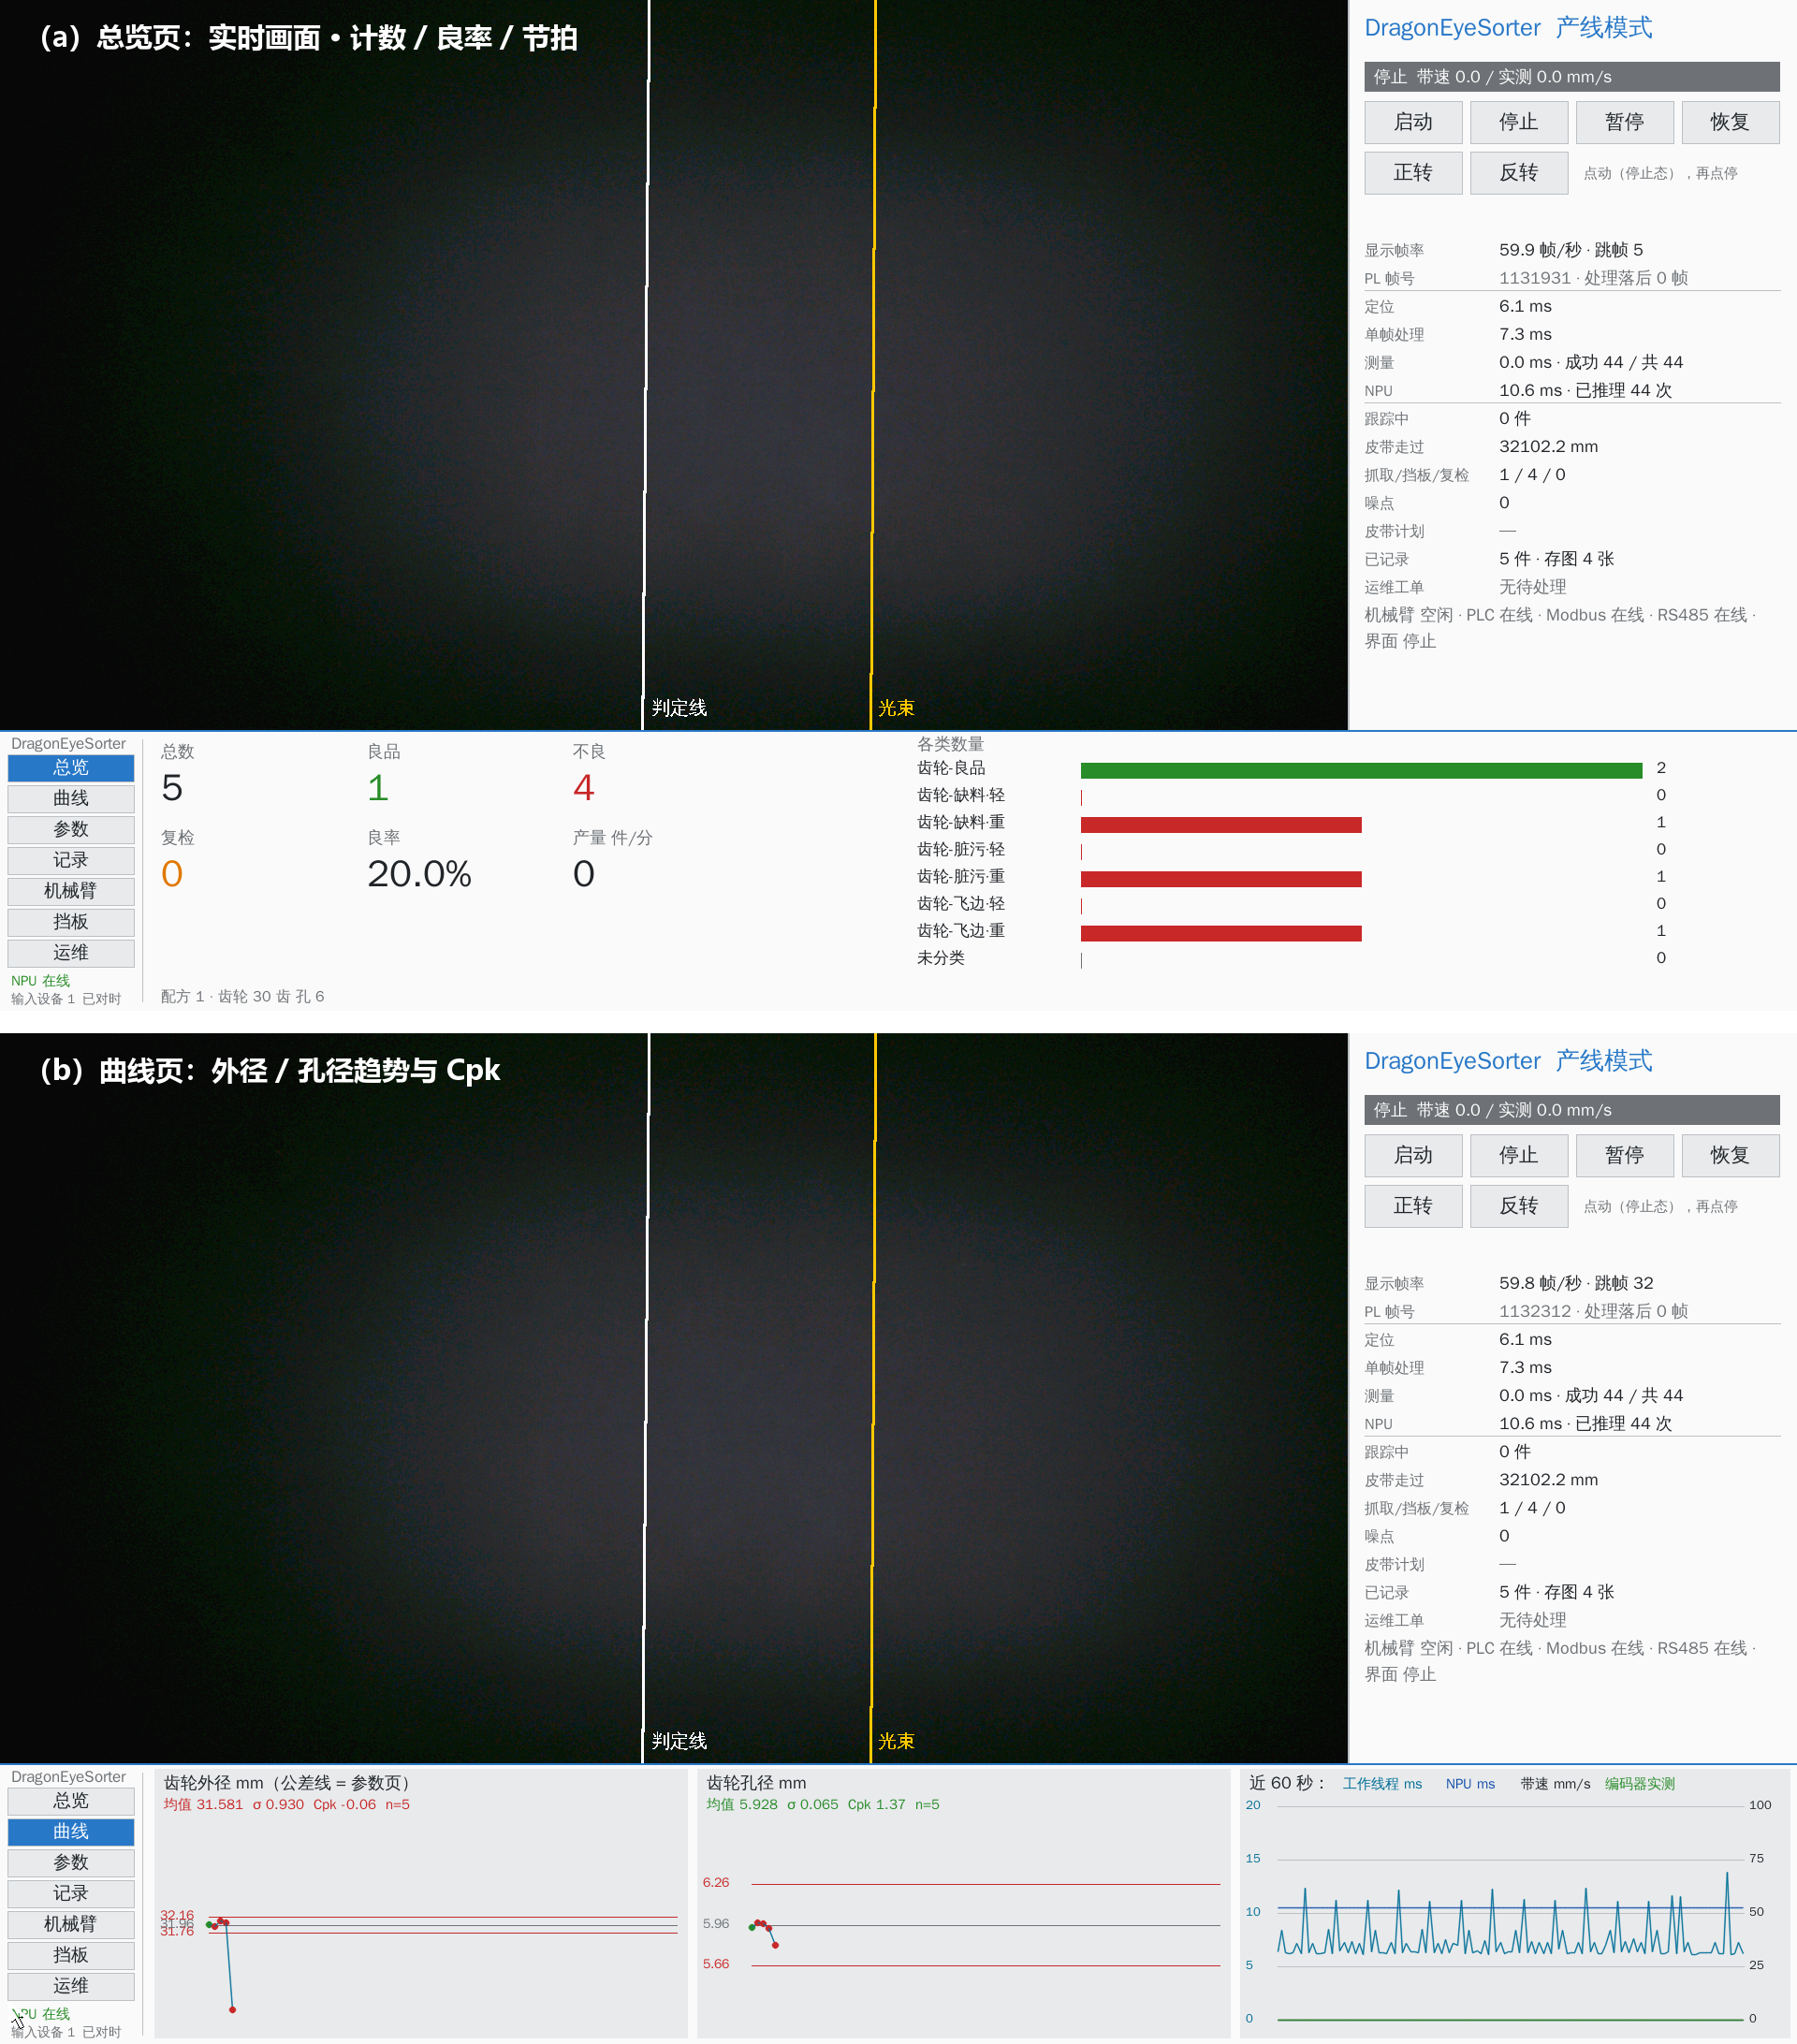 (a) 总览页：实时画面 • 计数 / 良率 / 节拍
判定线
光束
DragonEyeSorter 产线模式
停止 带速 0.0 / 实测 0.0 mm/s
启动 停止 暂停 恢复
正转 反转 点动（停止态），再点停
显示帧率 59.9 帧/秒 · 跳帧 5
PL 帧号 1131931 · 处理落后 0 帧
定位 6.1 ms
单帧处理 7.3 ms
测量 0.0 ms · 成功 44 / 共 44
NPU 10.6 ms · 已推理 44 次
跟踪中 0 件
皮带走过 32102.2 mm
抓取/挡板/复检 1 / 4 / 0
噪点 0
皮带计划 —
已记录 5 件 · 存图 4 张
运维工单 无待处理
机械臂 空闲 · PLC 在线 · Modbus 在线 · RS485 在线 ·
界面 停止
DragonEyeSorter
总览
曲线
参数
记录
机械臂
挡板
运维
NPU 在线
输入设备 1 已对时
总数 良品 不良
5 1 4
复检 良率 产量 件/分
0 20.0% 0
配方 1 · 齿轮 30 齿 孔 6
各类数量
齿轮-良品 2
齿轮-缺料·轻 0
齿轮-缺料·重 1
齿轮-脏污·轻 0
齿轮-脏污·重 1
齿轮-飞边·轻 0
齿轮-飞边·重 1
未分类 0
(b) 曲线页：外径 / 孔径趋势与 Cpk
判定线
光束
DragonEyeSorter 产线模式
停止 带速 0.0 / 实测 0.0 mm/s
启动 停止 暂停 恢复
正转 反转 点动（停止态），再点停
显示帧率 59.8 帧/秒 · 跳帧 32
PL 帧号 1132312 · 处理落后 0 帧
定位 6.1 ms
单帧处理 7.3 ms
测量 0.0 ms · 成功 44 / 共 44
NPU 10.6 ms · 已推理 44 次
跟踪中 0 件
皮带走过 32102.2 mm
抓取/挡板/复检 1 / 4 / 0
噪点 0
皮带计划 —
已记录 5 件 · 存图 4 张
运维工单 无待处理
机械臂 空闲 · PLC 在线 · Modbus 在线 · RS485 在线 ·
界面 停止
DragonEyeSorter
总览
曲线
参数
记录
机械臂
挡板
运维
NPU 在线
输入设备 1 已对时
齿轮外径 mm（公差线 = 参数页）
均值 31.581 σ 0.930 Cpk -0.06 n=5
32.16
31.96
31.76
齿轮孔径 mm
均值 5.928 σ 0.065 Cpk 1.37 n=5
6.26
5.96
5.66
近 60 秒： 工作线程 ms NPU ms 带速 mm/s 编码器实测
20 100
15 75
10 50
5 25
0 0